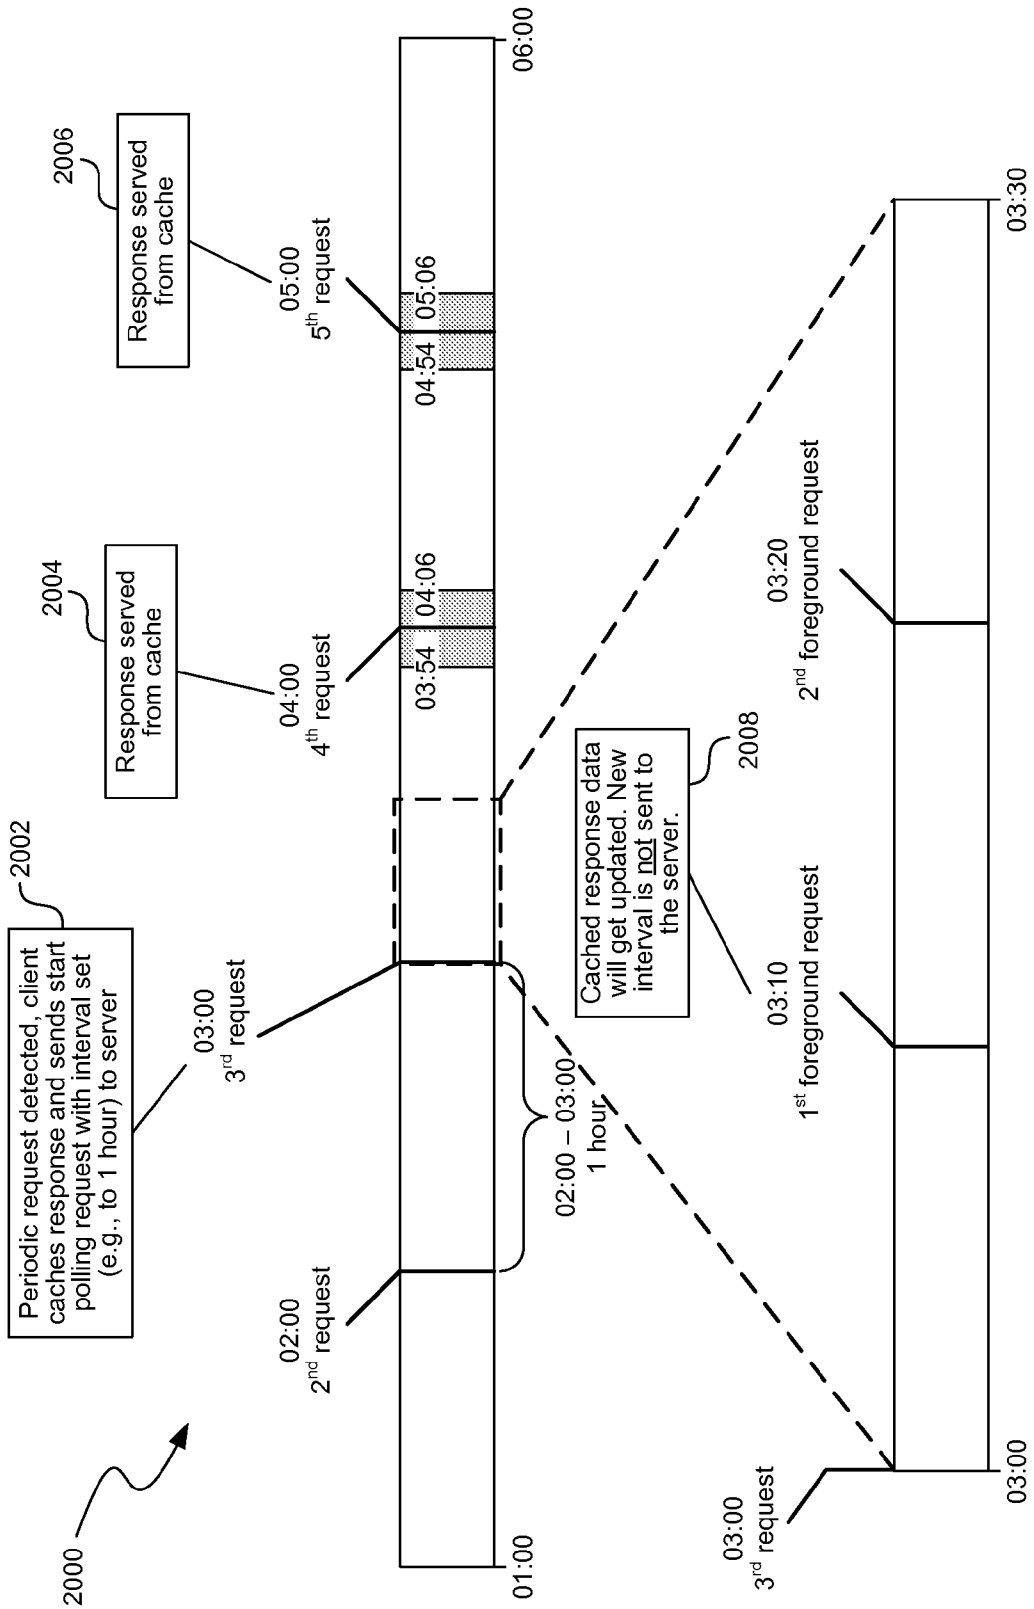 2000
2002
Periodic request detected, client
caches response and sends start
polling request with interval set
(e.g., to 1 hour) to server
2004
Response served
from cache
2006
Response served
from cache
02:00
2nd request
03:00
3rd request
04:00
4th request
05:00
5th request
03:54
04:06
04:54
05:06
01:00
06:00
02:00 – 03:00
1 hour
Cached response data
will get updated. New
interval is not sent to
the server.
2008
03:00
3rd request
03:10
1st foreground request
03:20
2nd foreground request
03:00
03:30